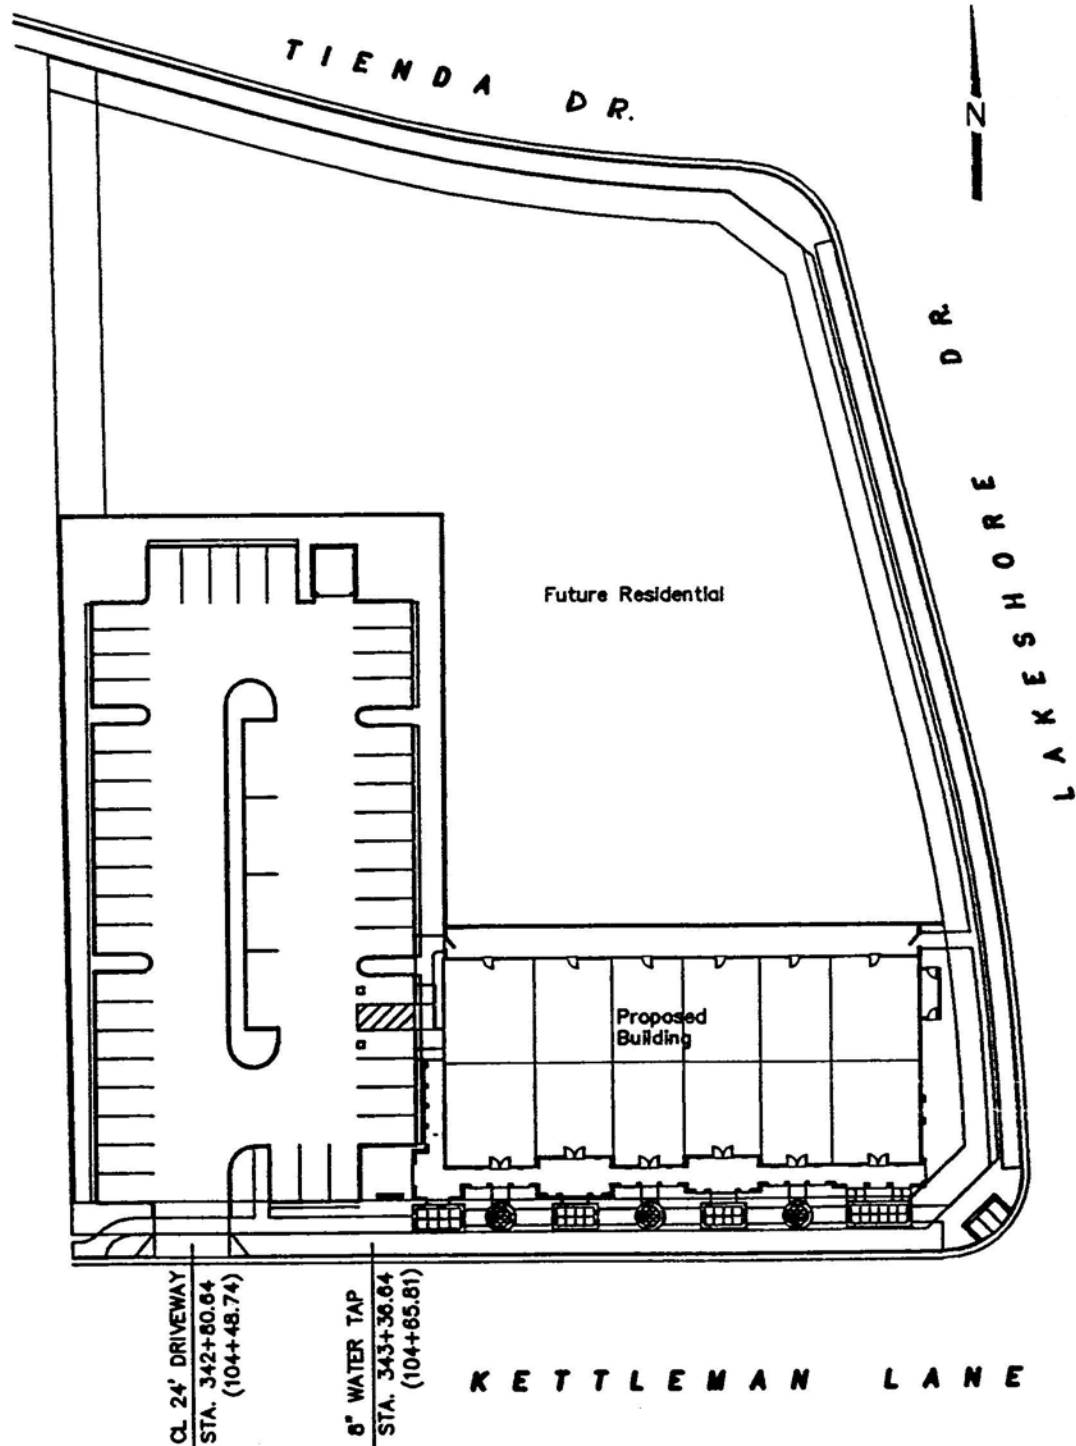 TIENDA DR.
N
LAKESHORE DR.
Future Residential
Proposed
Building
CL 24' DRIVEWAY
STA. 342+80.64
(104+48.74)
8" WATER TAP
STA. 343+36.64
(104+65.81)
KETTLEMAN LANE